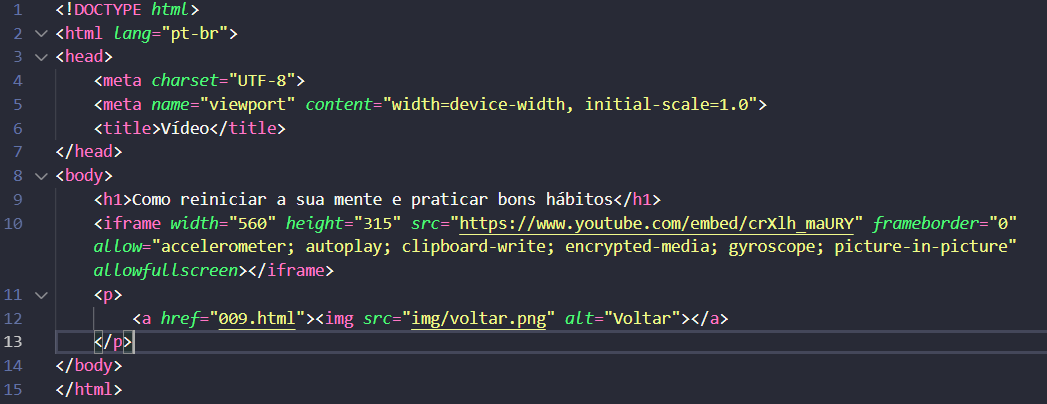 1 <!DOCTYPE html>
2 <html lang="pt-br">
3 <head>
4 <meta charset="UTF-8">
5 <meta name="viewport" content="width=device-width, initial-scale=1.0">
6 <title>Vídeo</title>
7 </head>
8 <body>
9 <h1>Como reiniciar a sua mente e praticar bons hábitos</h1>
10 <iframe width="560" height="315" src="https://www.youtube.com/embed/crXlh_maURY" frameborder="0"
allow="accelerometer; autoplay; clipboard-write; encrypted-media; gyroscope; picture-in-picture"
allowfullscreen></iframe>
11 <p>
12 <a href="009.html"><img src="img/voltar.png" alt="Voltar"></a>
13 </p>
14 </body>
15 </html>